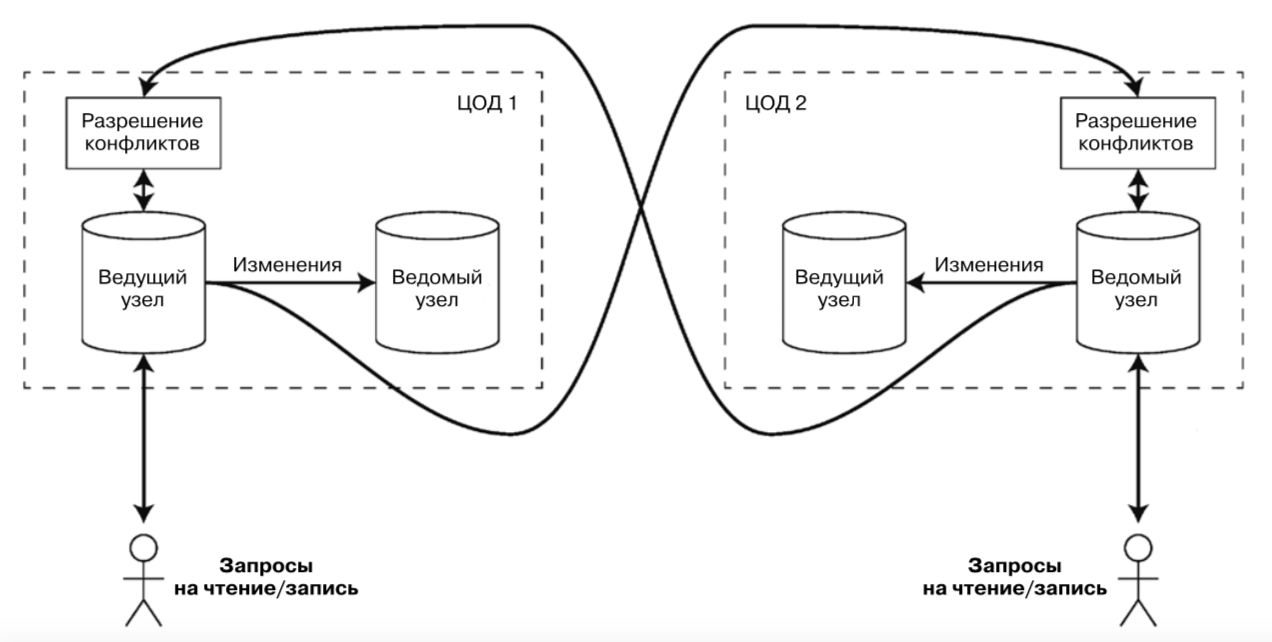 ЦОД 1
Разрешение
конфликтов
Ведущий
узел
Изменения
Ведомый
узел
Запросы
на чтение/запись
ЦОД 2
Разрешение
конфликтов
Ведущий
узел
Изменения
Ведомый
узел
Запросы
на чтение/запись